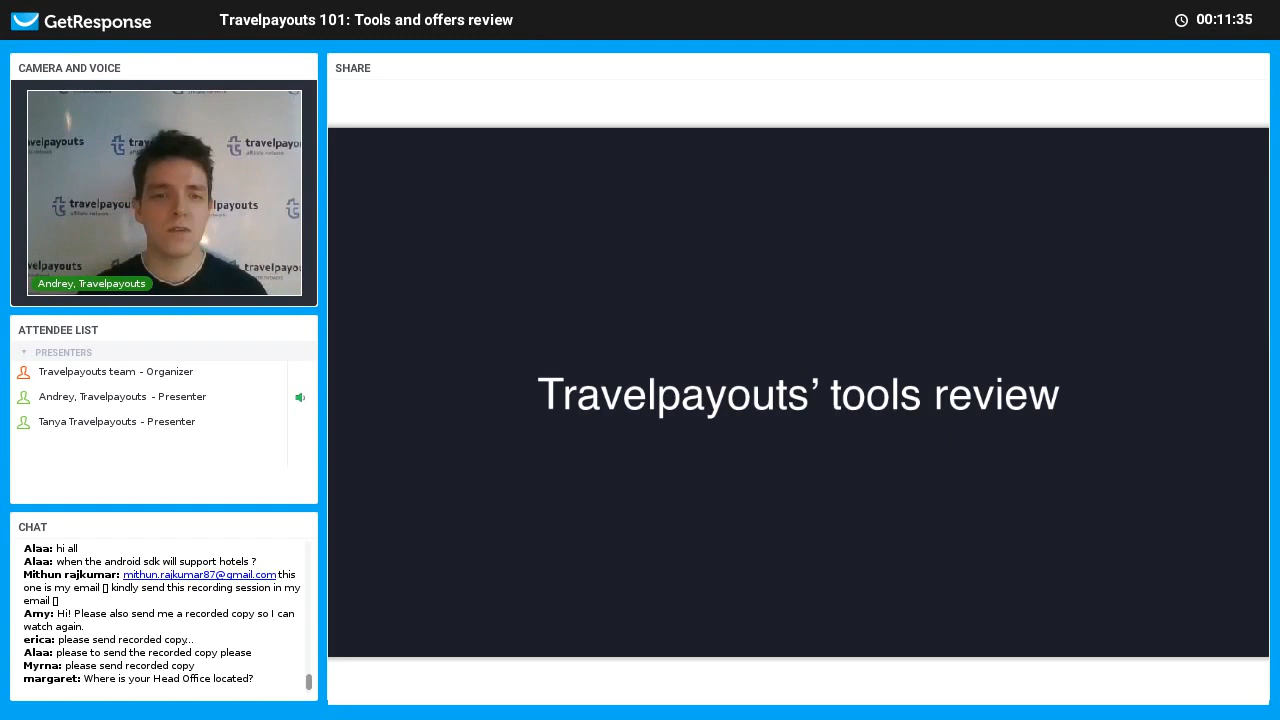 GetResponse
Travelpayouts 101: Tools and offers review
00:11:35
CAMERA AND VOICE
travelpayouts
affiliate network
Andrey, Travelpayouts
ATTENDEE LIST
PRESENTERS
Travelpayouts team - Organizer
Andrey, Travelpayouts - Presenter
Tanya Travelpayouts - Presenter
CHAT
Alaa: hi all
Alaa: when the android sdk will support hotels ?
Mithun rajkumar: mithun.rajkumar87@gmail.com this
one is my email [] kindly send this recording session in my
email []
Amy: Hi! Please also send me a recorded copy so I can
watch again.
erica: please send recorded copy...
Alaa: please to send the recorded copy please
Myrna: please send recorded copy
margaret: Where is your Head Office located?
SHARE
Travelpayouts’ tools review